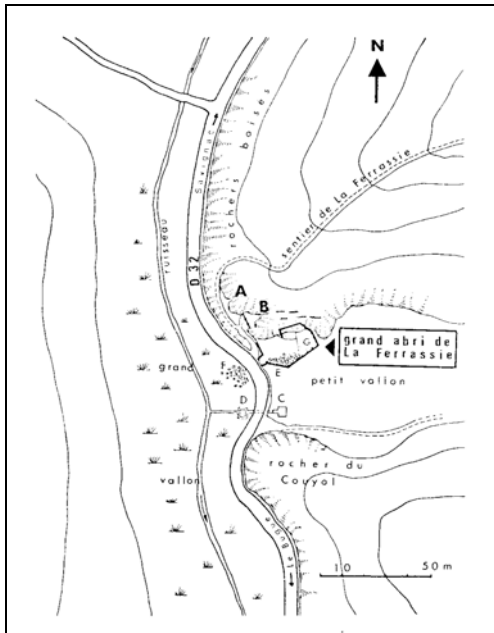 N
rochers boisés
Savignac
ruisseau
D 32
sentier de La Ferrassie
A
B
G
grand abri de
La Ferrassie
grand
F
E
petit vallon
D
C
vallon
rocher du
Couyol
Le Bugue
10 50 m